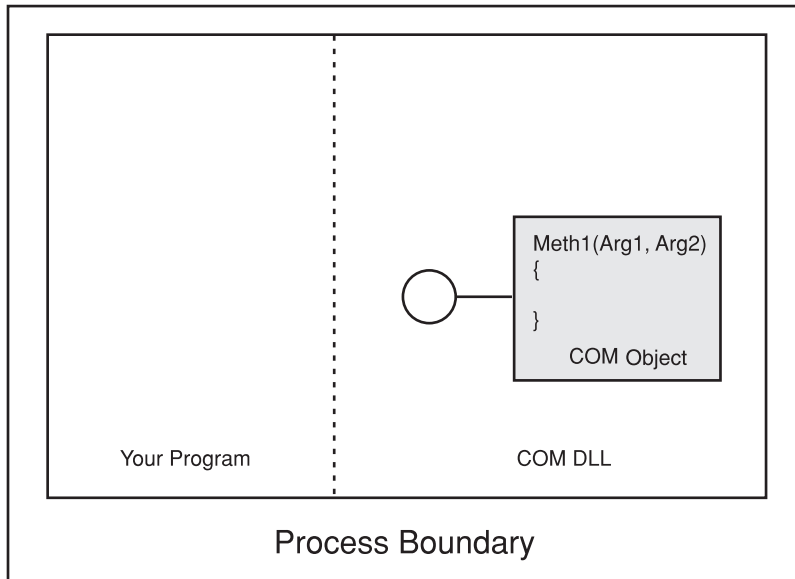 Meth1(Arg1, Arg2)
{
}
COM Object
Your Program
COM DLL
Process Boundary